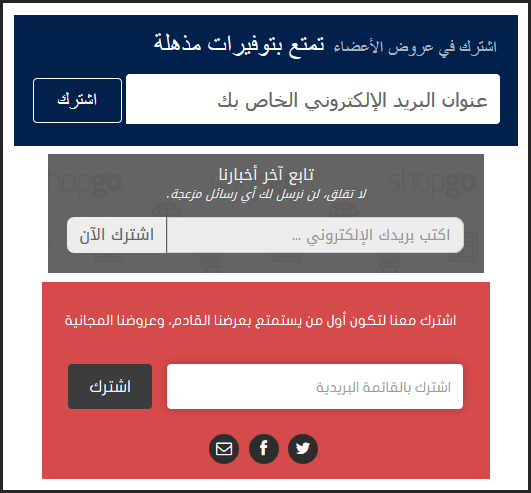 اشترك في عروض الأعضاء تمتع بتوفيرات مذهلة
عنوان البريد الإلكتروني الخاص بك
اشترك
تابع آخر أخبارنا
لا تقلق، لن نرسل لك أي رسائل مزعجة.
shopgo
shopgo
اكتب بريدك الإلكتروني ...
اشترك الآن
اشترك معنا لتكون أول من يستمتع بعرضنا القادم، وعروضنا المجانية
اشترك بالقائمة البريدية
اشترك